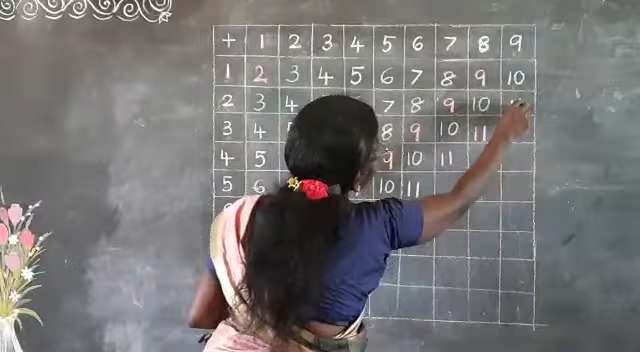 + 1 2 3 4 5 6 7 8 9
1 2 3 4 5 6 7 8 9 10
2 3 4 7 8 9 10
3 4 8 9 10 11
4 5 9 10 11
5 6 10 11